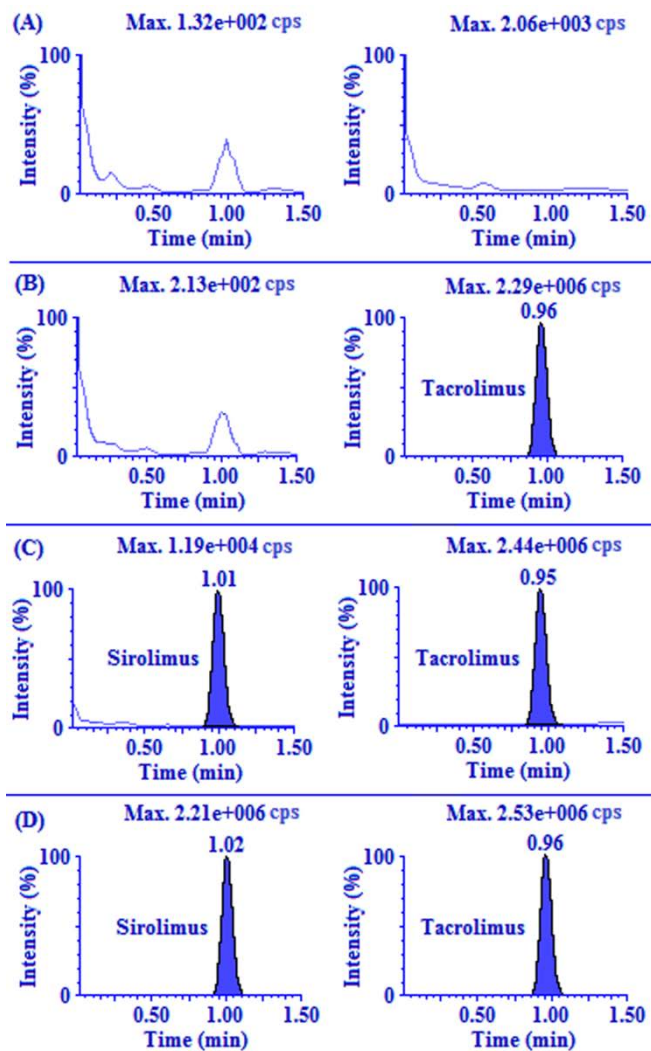 (A) Max. 1.32e+002 cps Max. 2.06e+003 cps
100 100
Intensity (%) Intensity (%)
0 0
0.50 1.00 1.50 0.50 1.00 1.50
Time (min) Time (min)
(B) Max. 2.13e+002 cps Max. 2.29e+006 cps
0.96
100 100
Intensity (%) Intensity (%)
Tacrolimus
0 0
0.50 1.00 1.50 0.50 1.00 1.50
Time (min) Time (min)
(C) Max. 1.19e+004 cps Max. 2.44e+006 cps
1.01 0.95
100 100
Intensity (%) Intensity (%)
Sirolimus Tacrolimus
0 0
0.50 1.00 1.50 0.50 1.00 1.50
Time (min) Time (min)
(D) Max. 2.21e+006 cps Max. 2.53e+006 cps
1.02 0.96
100 100
Intensity (%) Intensity (%)
Sirolimus Tacrolimus
0 0
0.50 1.00 1.50 0.50 1.00 1.50
Time (min) Time (min)